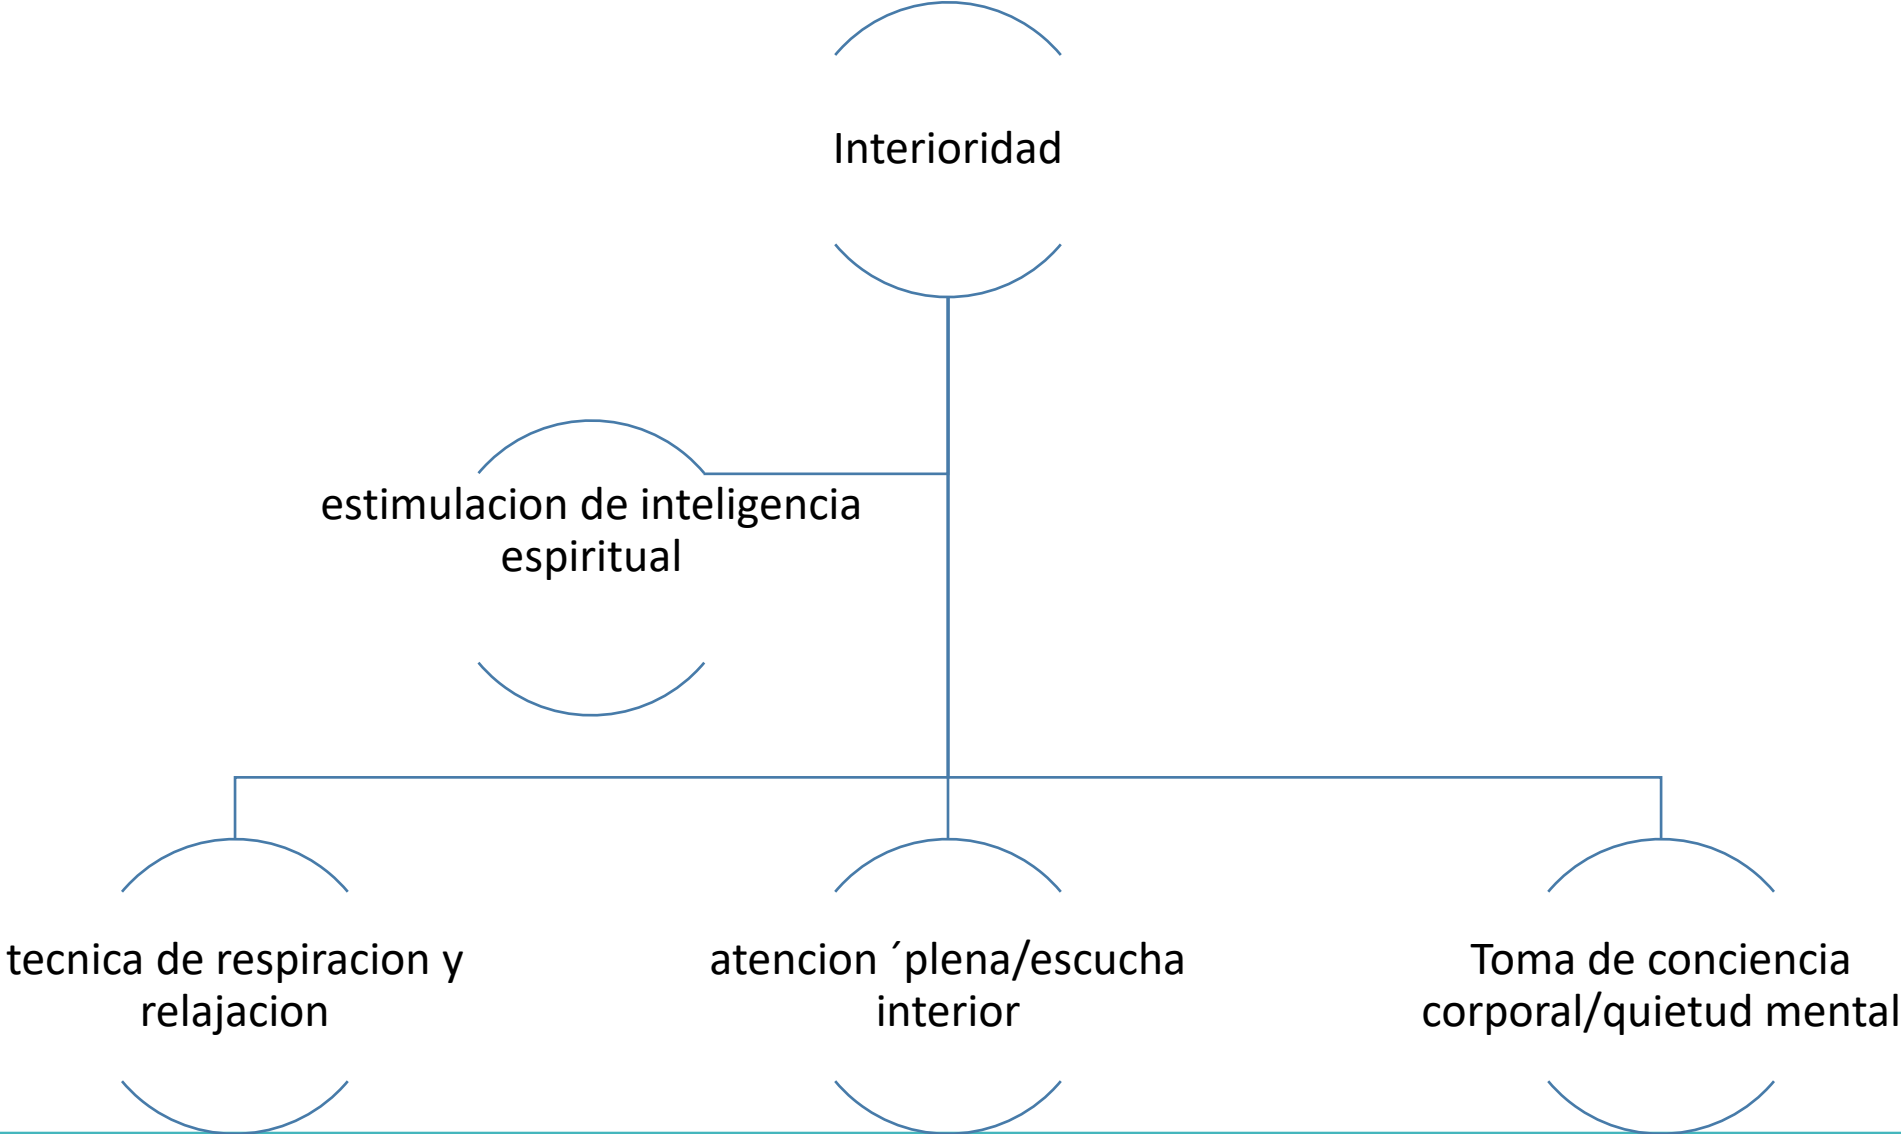 Interioridad
estimulacion de inteligencia
espiritual
tecnica de respiracion y
relajacion
atencion ´plena/escucha
interior
Toma de conciencia
corporal/quietud mental